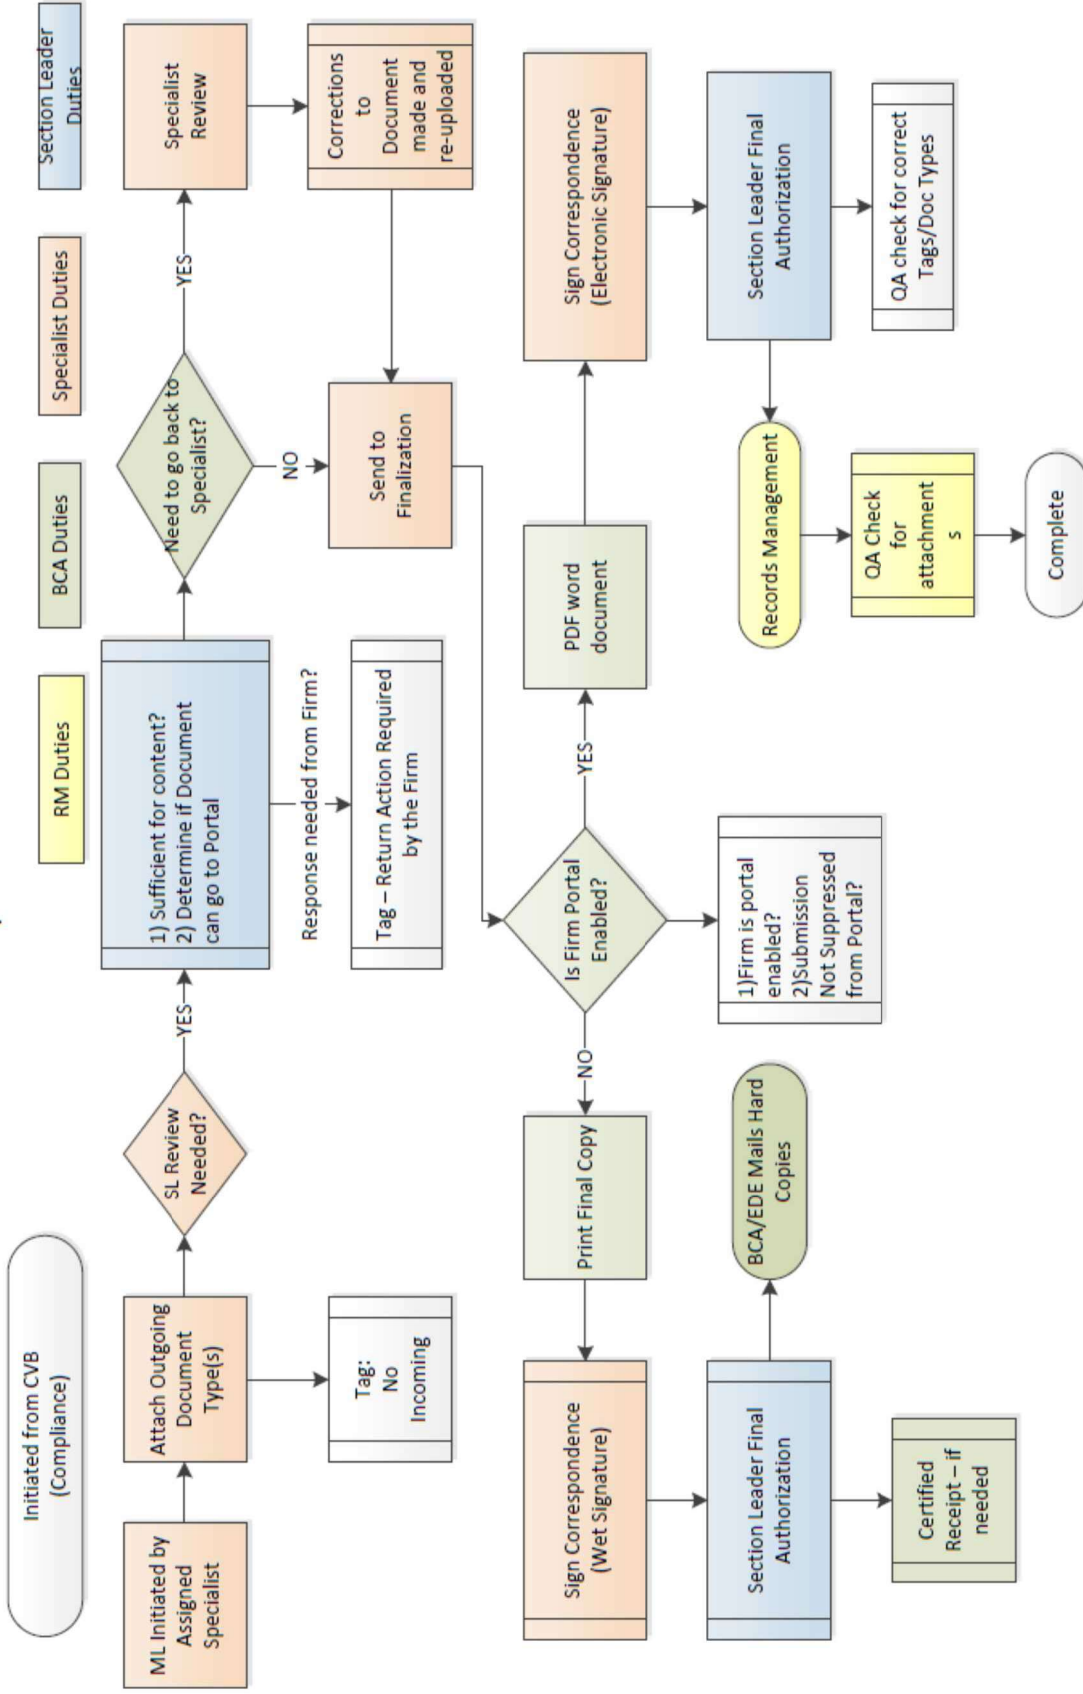 Initiated from CVB
(Compliance)
RM Duties
BCA Duties
Specialist Duties
Section Leader
Duties
ML Initiated by
Assigned
Specialist
Attach Outgoing
Document
Type(s)
Tag:
No
Incoming
SL Review
Needed?
YES
1) Sufficient for content?
2) Determine if Document
can go to Portal
Response needed from Firm?
Tag – Return Action Required
by the Firm
Need to go back to
Specialist?
YES
Specialist
Review
Corrections
to
Document
made and
re-uploaded
NO
Send to
Finalization
Is Firm Portal
Enabled?
1)Firm is portal
enabled?
2)Submission
Not Suppressed
from Portal?
NO
Print Final Copy
Sign Correspondence
(Wet Signature)
Section Leader Final
Authorization
BCA/EDE Mails Hard
Copies
Certified
Receipt – if
needed
YES
PDF word
document
Sign Correspondence
(Electronic Signature)
Section Leader Final
Authorization
QA check for correct
Tags/Doc Types
Records Management
QA Check
for
attachment
s
Complete